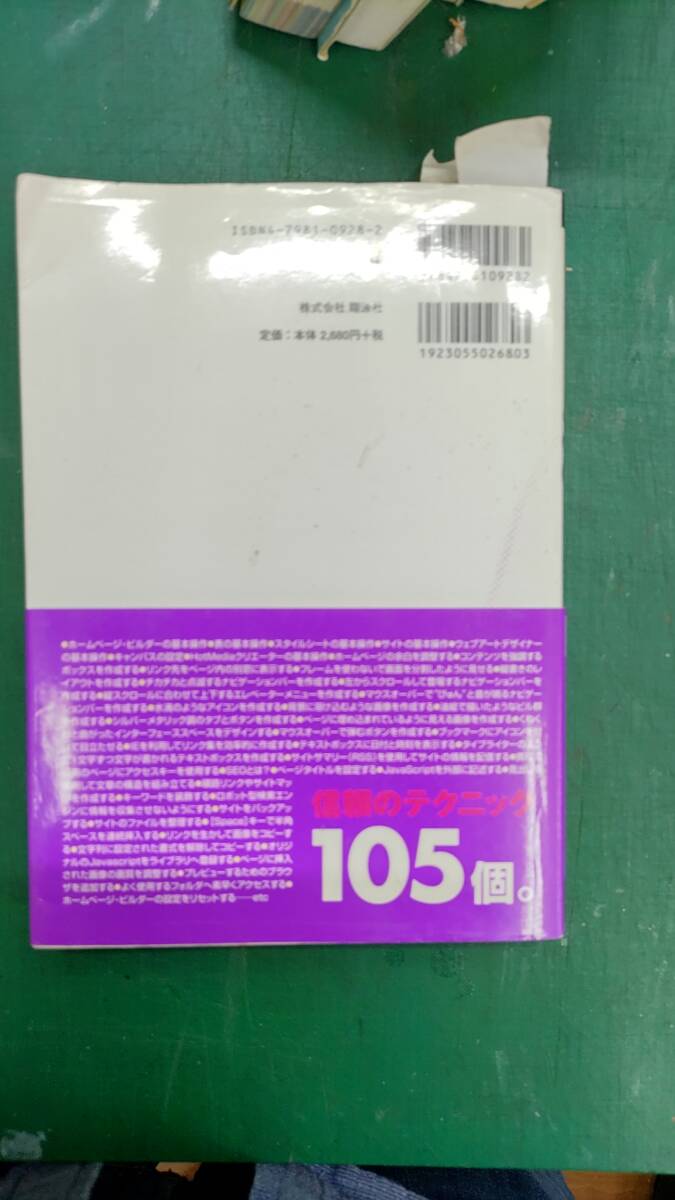 ISBN4-7981-0928-2
株式会社 翔泳社
定価：本体2,680円+税
1923055026803
●ホームページ・ビルダーの基本操作●表の基本操作●スタイルシートの基本操作●サイトの基本操作●ウェブアートデザイナー
の基本操作●キャンバスの設定●HotMediaクリエーターの基本操作●ホームページの余白を調整する●コンテンツを強調する
ボックスを作成する●リンク先をページ内の別窓に表示する●フレームを使わないで画面を分割したように見せる●縦書きのレ
イアウトを作成する●チカチカと点滅するナビゲーションバーを作成する●左からスクロールして登場するナビゲーションバーを
作成する●縦スクロールに合わせて上下するエレベーターメニューを作成する●マウスオーバーで"ぴゅん"と音が鳴るナビゲー
ションバーを作成する●水滴のようなアイコンを作成する●背景に溶け込むような画像を作成する●油絵で描いたようなビル群
を作成する●シルバーメタリック調のタブとボタンを作成する●ページに埋め込まれているように見える画像を作成する●くねく
ねと曲がったインターフェーススペースをデザインする●マウスオーバーで弾むボタンを作成する●ブックマークにアイコンを
つけて目立たせる●IEを利用してリンク集を効率的に作成する●テキストボックスに日付と時刻を表示する●タイプライターのよ
うに文字ずつ文字が書かれるテキストボックスを作成する●サイトサマリー(RSS)を使用してサイトの情報を配信する
のページにアクセスキーを使用する●SEOとは？●ページタイトルを設定する●JavaScriptを外部に記述する
して文章の構造を組み立てる●リンクやサイトマッ
プを作成する●キーワードを装飾する●ロボット型検索エン
ジンに情報を収集させないようにする●サイトをバックアッ
プする●サイトのファイルを整理する●[Space]キーで半角
スペースを連続挿入する●リンクを生かして画像をコピーす
る●文字列に設定された書式を解除してコピーする●オリジ
ナルのJavascriptをライブラリへ登録する●ページに挿入
された画像の画質を調整する●プレビューするためのブラウ
ザを追加する●よく使用するフォルダへ素早くアクセスする●
ホームページ・ビルダーの設定をリセットする……etc
信頼のテクニック
105個。